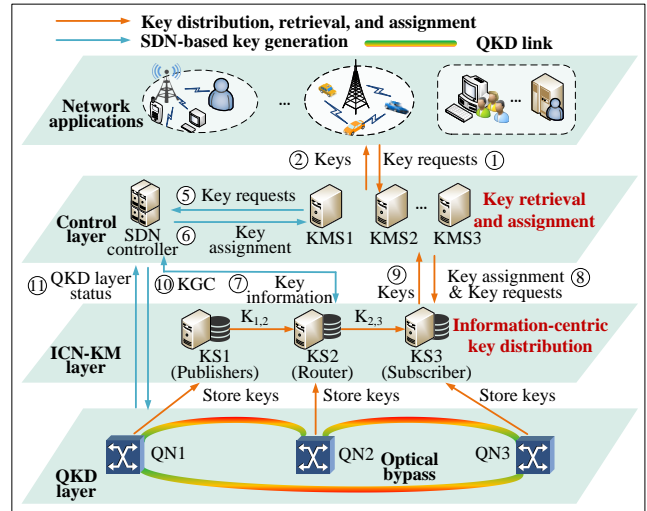 Key distribution, retrieval, and assignment
SDN-based key generation
QKD link
Network
applications
...
...
...
② Keys
Key requests ①
⑤ Key requests
Control
layer
SDN
controller
⑥ Key
assignment
KMS1
KMS2
...
KMS3
Key retrieval
and assignment
⑪ QKD layer
status
⑩ KGC
⑦ Key
information
⑨
Keys
Key assignment ⑧
& Key requests
ICN-KM
layer
K1,2
K2,3
KS1
(Publishers)
KS2
(Router)
KS3
(Subscriber)
Information-centric
key distribution
Store keys
Store keys
Store keys
QN1
QN2
Optical
bypass
QN3
QKD
layer